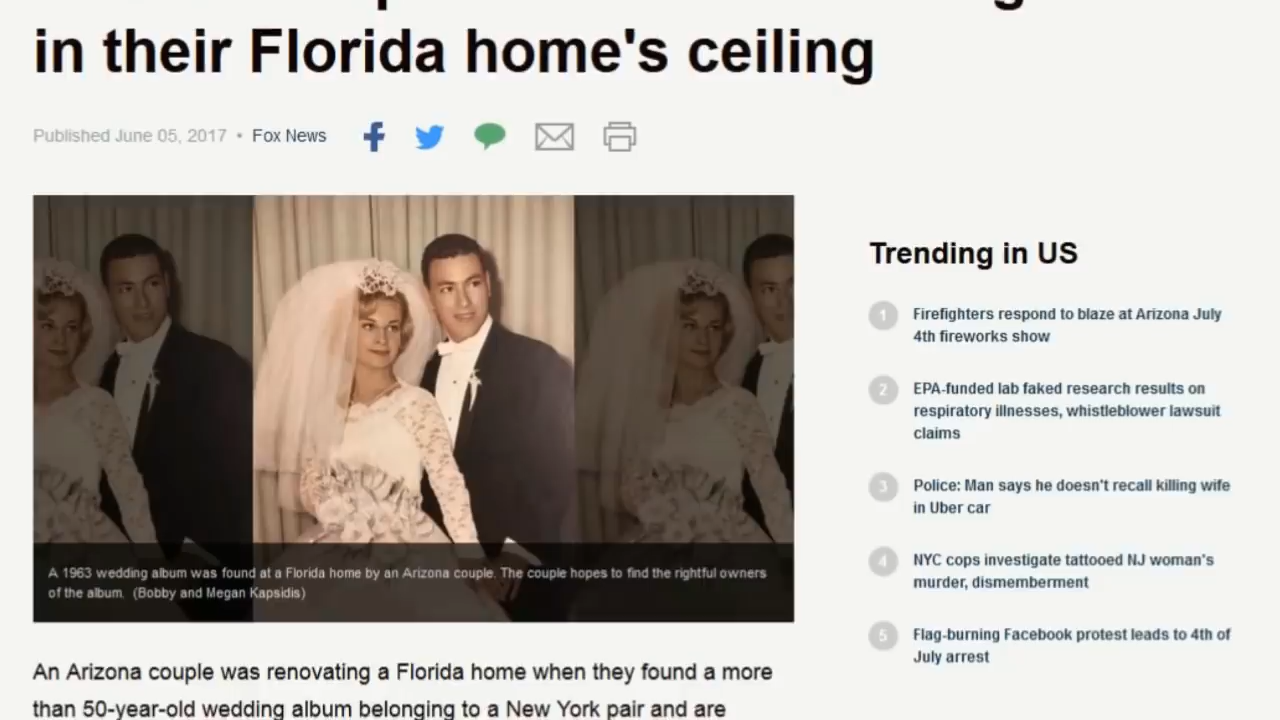 in their Florida home's ceiling
Published June 05, 2017 • Fox News
A 1963 wedding album was found at a Florida home by an Arizona couple. The couple hopes to find the rightful owners
of the album. (Bobby and Megan Kapsidis)
An Arizona couple was renovating a Florida home when they found a more
than 50-year-old wedding album belonging to a New York pair and are
Trending in US
1 Firefighters respond to blaze at Arizona July
4th fireworks show
2 EPA-funded lab faked research results on
respiratory illnesses, whistleblower lawsuit
claims
3 Police: Man says he doesn't recall killing wife
in Uber car
4 NYC cops investigate tattooed NJ woman's
murder, dismemberment
5 Flag-burning Facebook protest leads to 4th of
July arrest